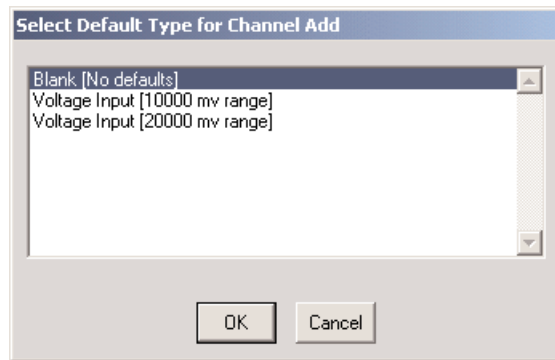 Select Default Type for Channel Add
Blank [No defaults]
Voltage Input [10000 mv range]
Voltage Input [20000 mv range]
OK
Cancel